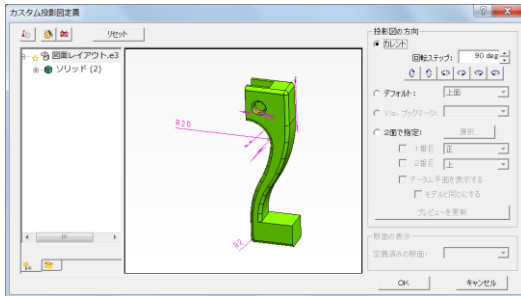 カスタム投影図定義
リセット
図面レイアウト.e3
ソリッド (2)
R20
R2
投影図の方向
カレント
回転ステップ: 90 deg
デフォルト: 上面
Viz. ブックマーク:
2面で指定: 選択...
1番目 正
2番目 上
データム平面を表示する
モデルと同じにする
プレビューを更新
断面の表示
定義済みの断面:
OK キャンセル